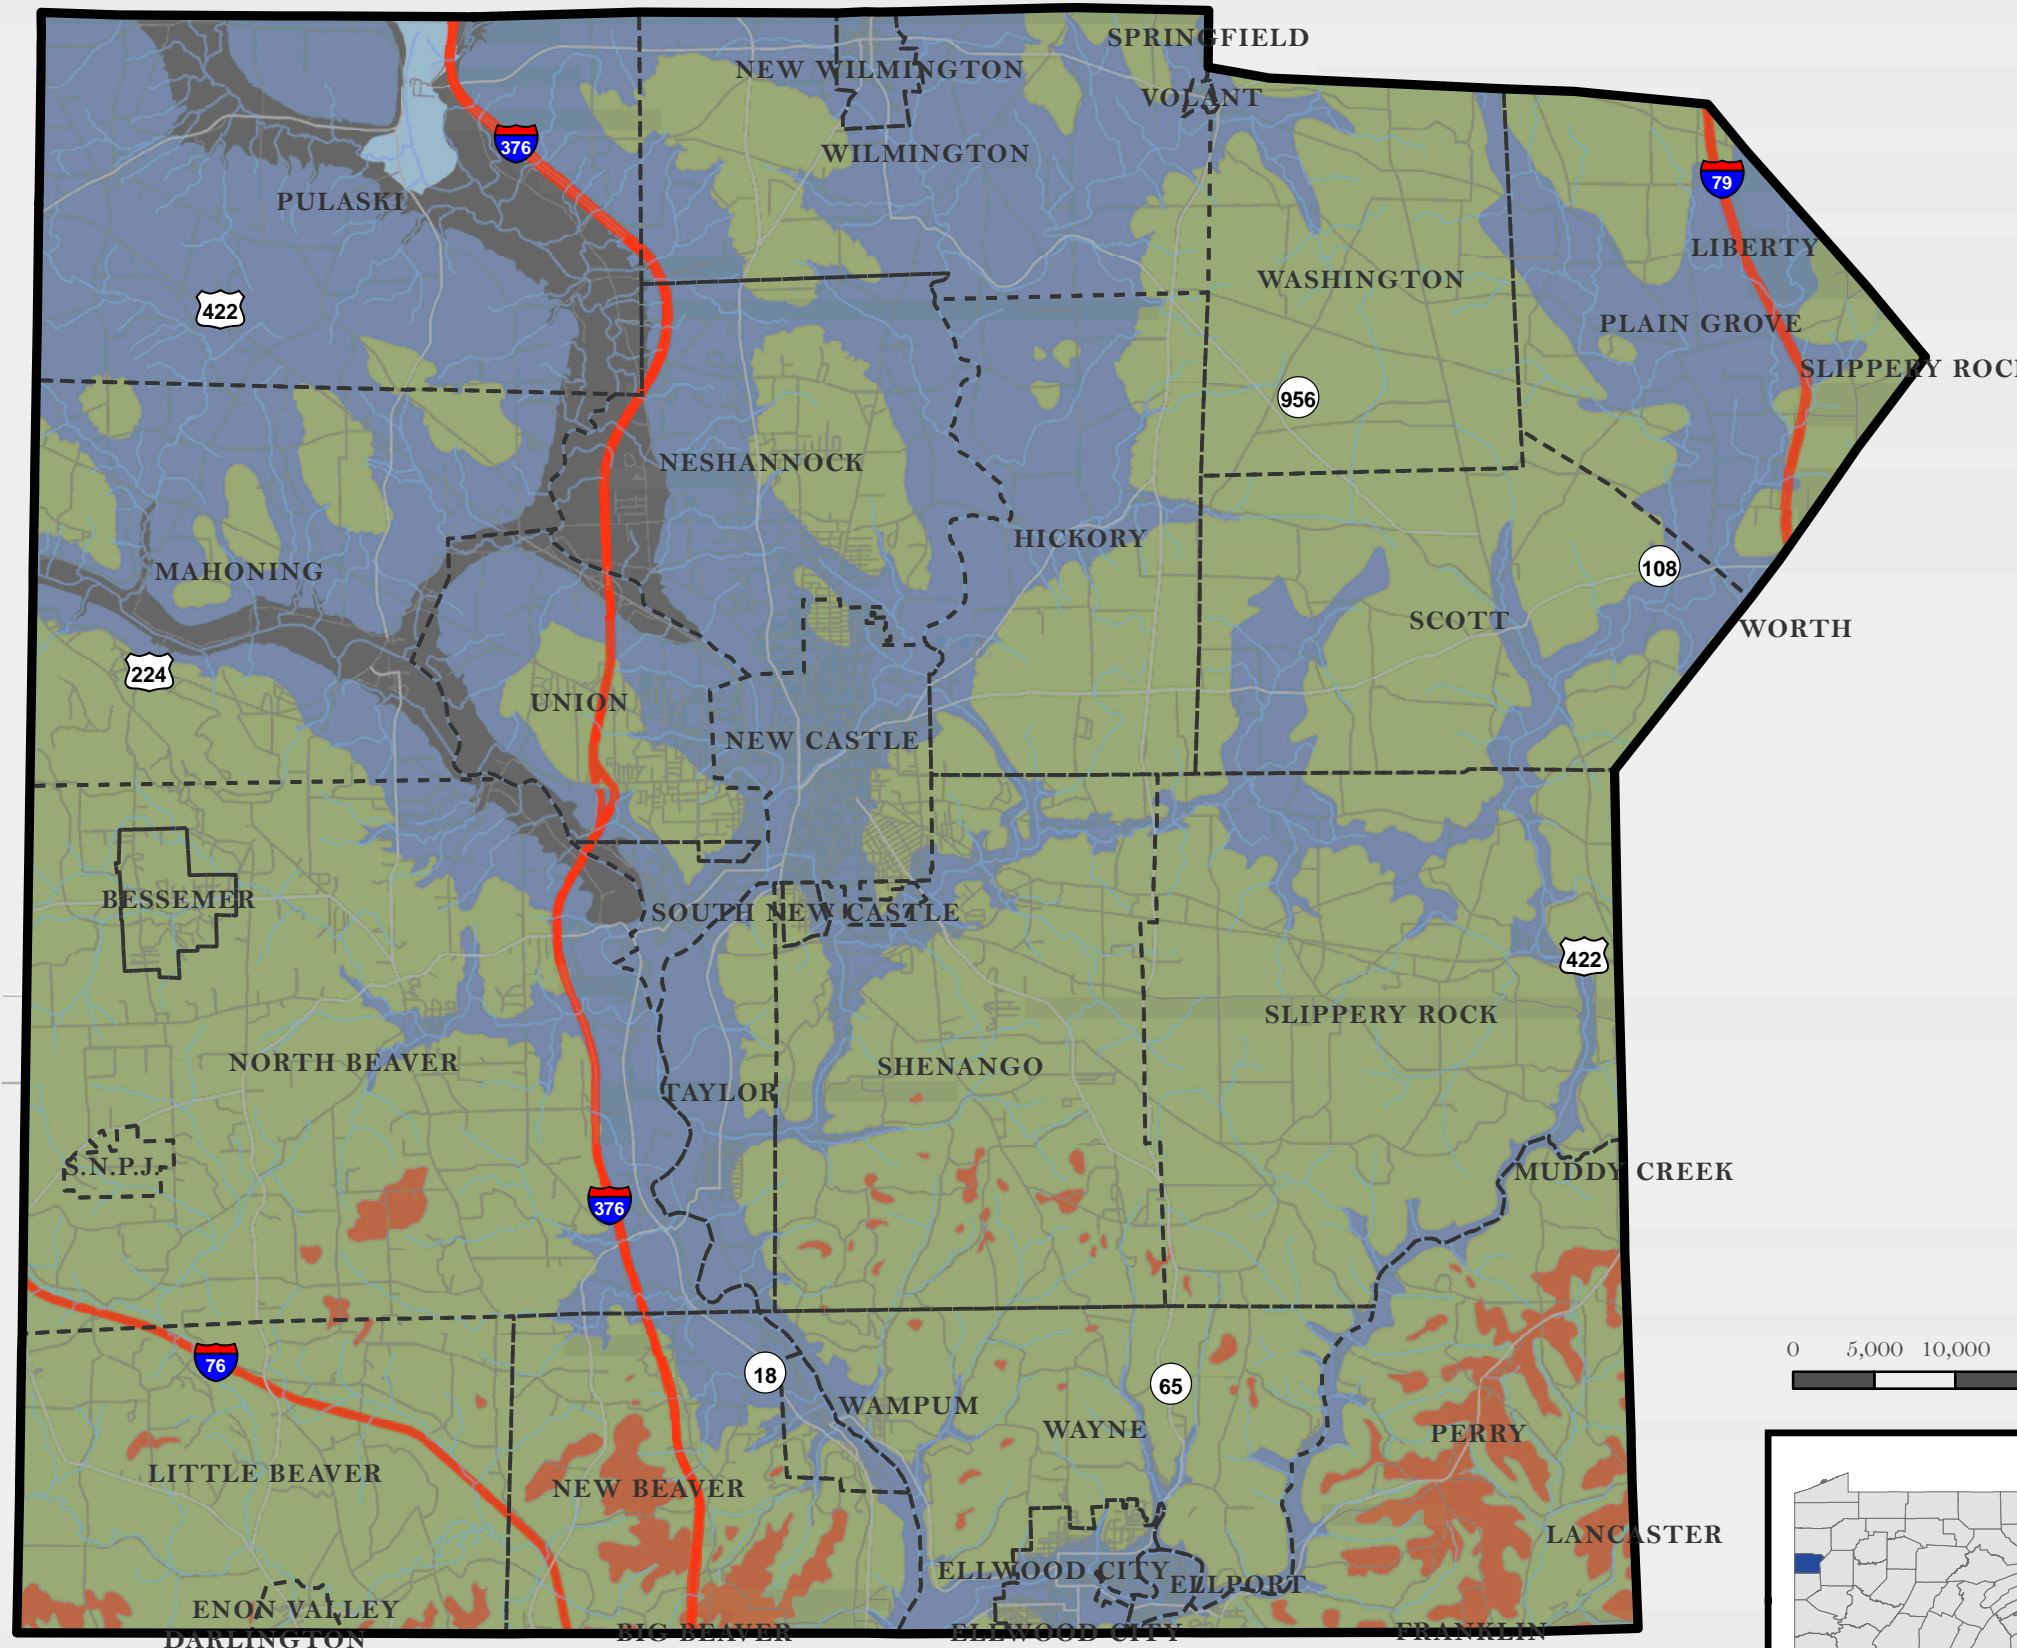 SPRINGFIELD
NEW WILMINGTON
VOLANT
376
WILMINGTON
79
PULASKI
LIBERTY
WASHINGTON
422
PLAIN GROVE
SLIPPERY ROC
956
NESHANNOCK
HICKORY
108
MAHONING
SCOTT
WORTH
224
UNION
NEW CASTLE
BESSEMER
SOUTH NEW CASTLE
422
SLIPPERY ROCK
NORTH BEAVER
SHENANGO
TAYLOR
S.N.P.J.
MUDDY CREEK
376
0 5,000 10,000
76
18
65
WAMPUM
WAYNE
PERRY
LITTLE BEAVER
NEW BEAVER
LANCASTER
ELLWOOD CITY
ELLPORT
ENON VALLEY
DARLINGTON
BIG BEAVER
ELLWOOD CITY
FRANKLIN